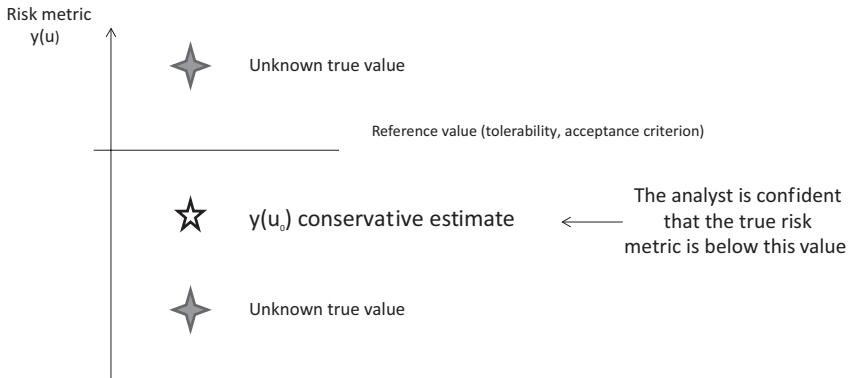 Risk metric
y(u)
Unknown true value
Reference value (tolerability, acceptance criterion)
y(u₀) conservative estimate
The analyst is confident
that the true risk
metric is below this value
Unknown true value